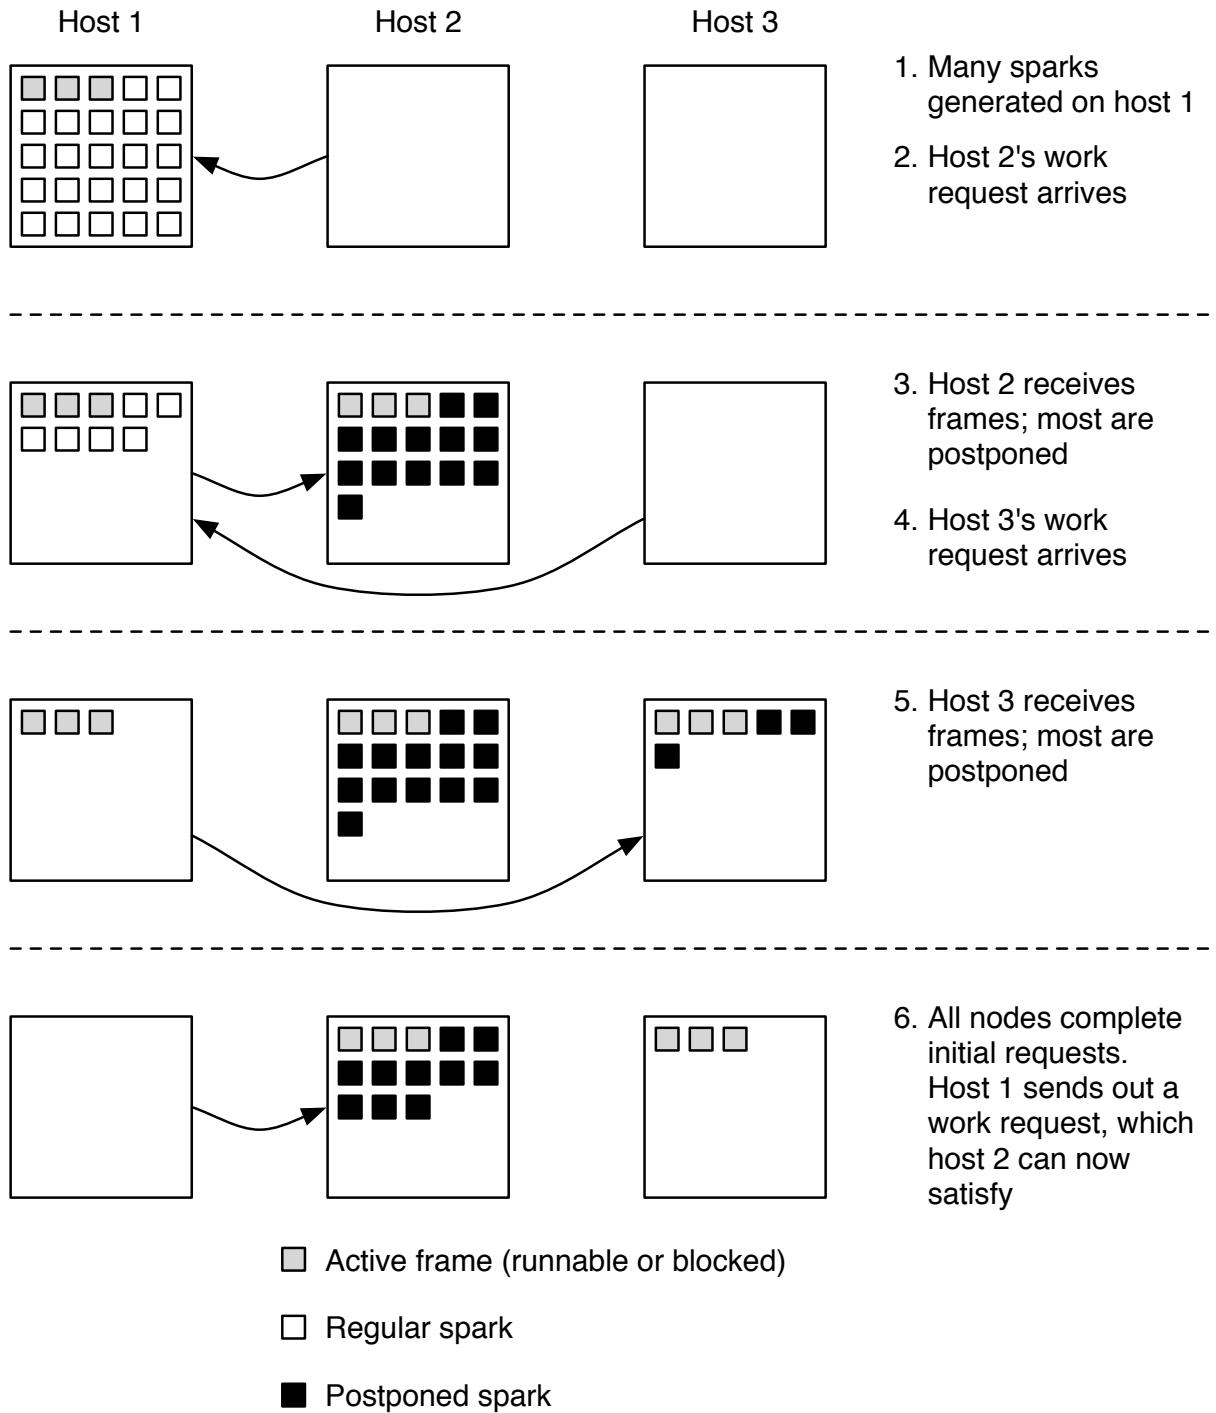 Host 1
Host 2
Host 3
1. Many sparks
generated on host 1
2. Host 2's work
request arrives
3. Host 2 receives
frames; most are
postponed
4. Host 3's work
request arrives
5. Host 3 receives
frames; most are
postponed
6. All nodes complete
initial requests.
Host 1 sends out a
work request, which
host 2 can now
satisfy
Active frame (runnable or blocked)
Regular spark
Postponed spark